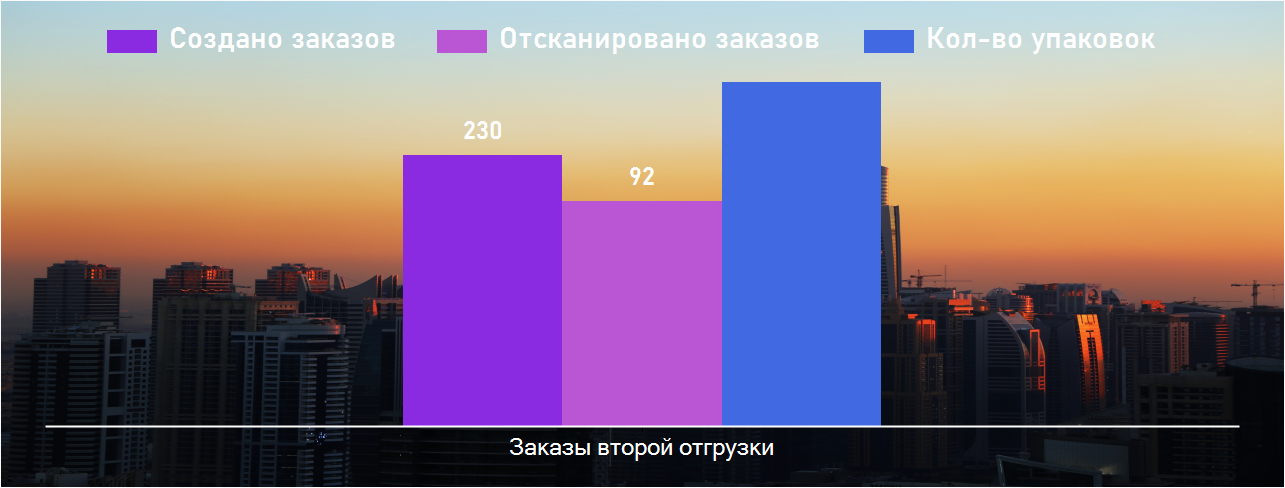 Создано заказов
Отсканировано заказов
Кол-во упаковок
230
92
Заказы второй отгрузки